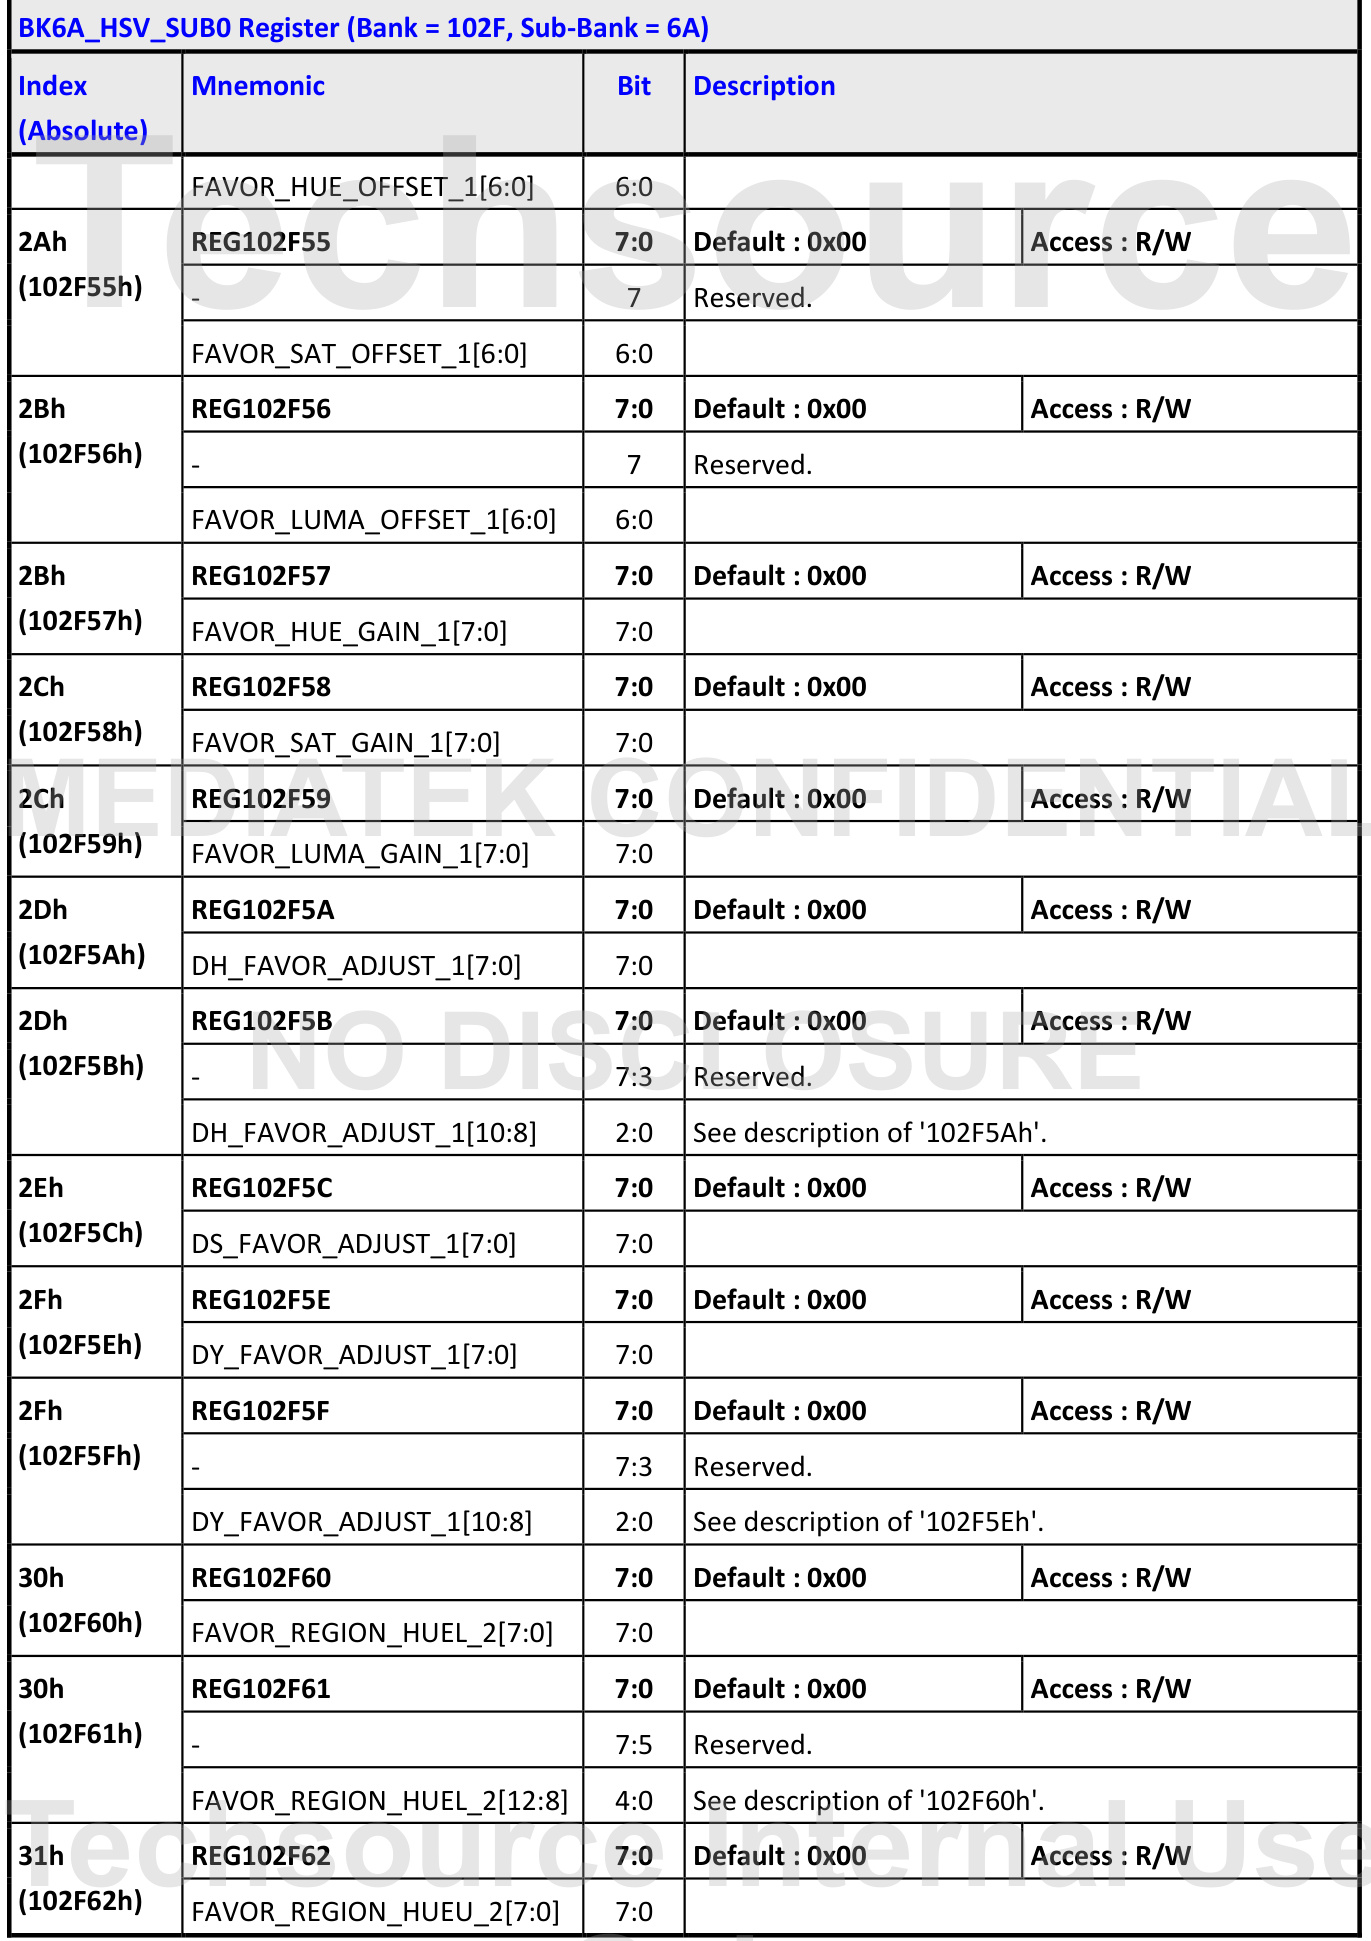 BK6A_HSV_SUB0 Register (Bank = 102F, Sub-Bank = 6A)
Index (Absolute) Mnemonic Bit Description
FAVOR_HUE_OFFSET_1[6:0] 6:0
2Ah (102F55h) REG102F55 7:0 Default : 0x00 Access : R/W
- 7 Reserved.
FAVOR_SAT_OFFSET_1[6:0] 6:0
2Bh (102F56h) REG102F56 7:0 Default : 0x00 Access : R/W
- 7 Reserved.
FAVOR_LUMA_OFFSET_1[6:0] 6:0
2Bh (102F57h) REG102F57 7:0 Default : 0x00 Access : R/W
FAVOR_HUE_GAIN_1[7:0] 7:0
2Ch (102F58h) REG102F58 7:0 Default : 0x00 Access : R/W
FAVOR_SAT_GAIN_1[7:0] 7:0
2Ch (102F59h) REG102F59 7:0 Default : 0x00 Access : R/W
FAVOR_LUMA_GAIN_1[7:0] 7:0
2Dh (102F5Ah) REG102F5A 7:0 Default : 0x00 Access : R/W
DH_FAVOR_ADJUST_1[7:0] 7:0
2Dh (102F5Bh) REG102F5B 7:0 Default : 0x00 Access : R/W
- 7:3 Reserved.
DH_FAVOR_ADJUST_1[10:8] 2:0 See description of '102F5Ah'.
2Eh (102F5Ch) REG102F5C 7:0 Default : 0x00 Access : R/W
DS_FAVOR_ADJUST_1[7:0] 7:0
2Fh (102F5Eh) REG102F5E 7:0 Default : 0x00 Access : R/W
DY_FAVOR_ADJUST_1[7:0] 7:0
2Fh (102F5Fh) REG102F5F 7:0 Default : 0x00 Access : R/W
- 7:3 Reserved.
DY_FAVOR_ADJUST_1[10:8] 2:0 See description of '102F5Eh'.
30h (102F60h) REG102F60 7:0 Default : 0x00 Access : R/W
FAVOR_REGION_HUEL_2[7:0] 7:0
30h (102F61h) REG102F61 7:0 Default : 0x00 Access : R/W
- 7:5 Reserved.
FAVOR_REGION_HUEL_2[12:8] 4:0 See description of '102F60h'.
31h (102F62h) REG102F62 7:0 Default : 0x00 Access : R/W
FAVOR_REGION_HUEU_2[7:0] 7:0
Techsource
MEDIATEK CONFIDENTIAL
NO DISCLOSURE
Techsource Internal Use